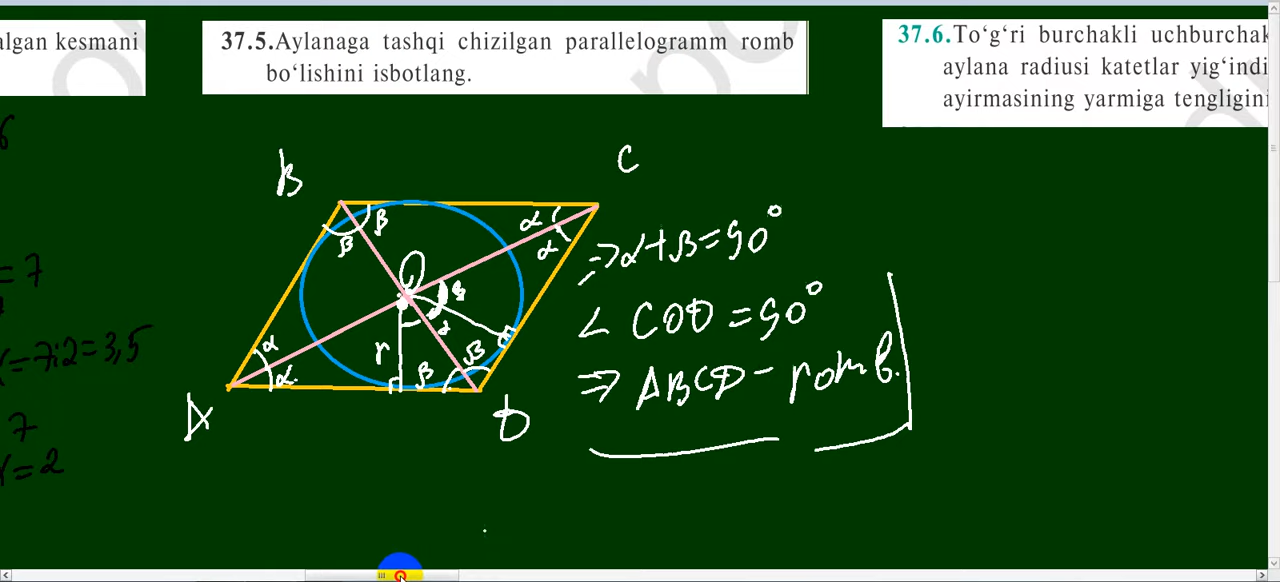 algan kesmani
37.5.Aylanaga tashqi chizilgan parallelogramm romb
bo‘lishini isbotlang.
37.6.To‘g‘ri burchakli uchburchak
aylana radiusi katetlar yig‘indi
ayirmasining yarmiga tengligini
6
= 7
x = 7:2 = 3,5
7
x = 2
B
C
β
β
α
α
O
β
α
r
α
α
β
β
A
D
⇒ α+β=90°
∠ COD = 90°
⇒ ABCD - romb.